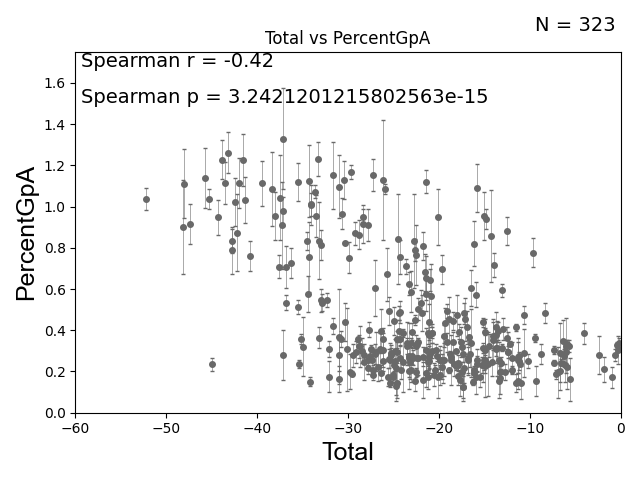 N = 323
Total vs PercentGpA
Spearman r = -0.42
Spearman p = 3.2421201215802563e-15
1.6
1.4
1.2
1.0
0.8
0.6
0.4
0.2
0.0
PercentGpA
−60 −50 −40 −30 −20 −10 0
Total